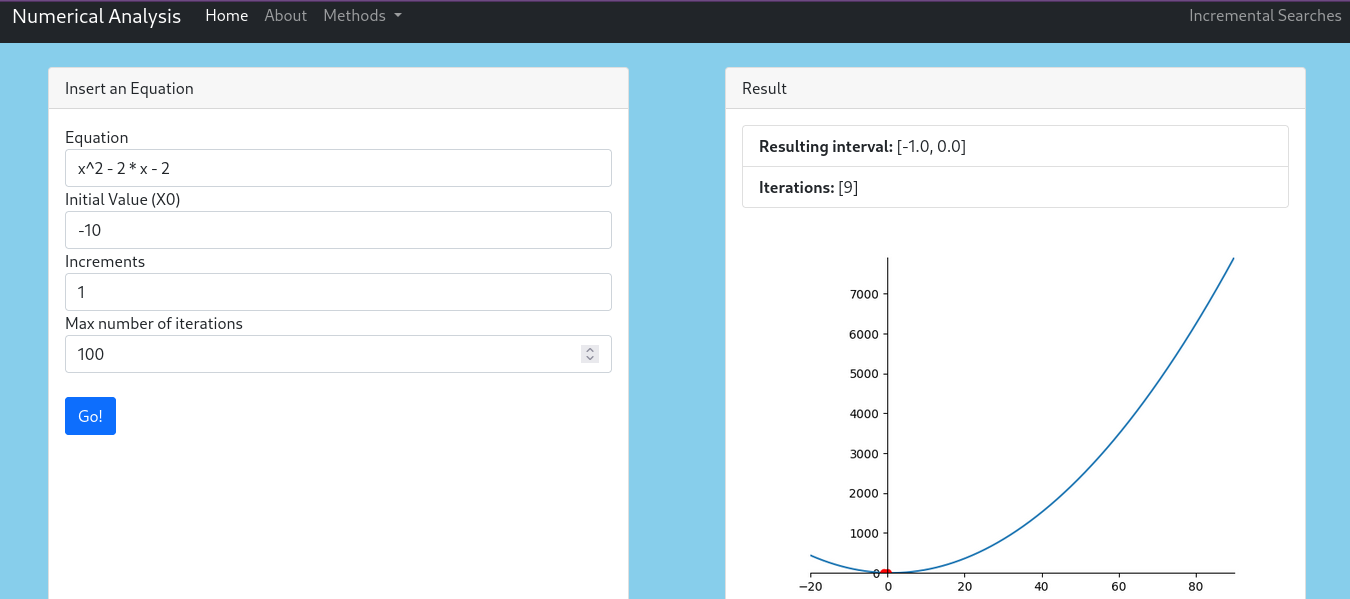 Numerical Analysis Home About Methods Incremental Searches
Insert an Equation
Equation
x^2 - 2 * x - 2
Initial Value (X0)
-10
Increments
1
Max number of iterations
100
Go!
Result
Resulting interval: [-1.0, 0.0]
Iterations: [9]
7000
6000
5000
4000
3000
2000
1000
0
−20 0 20 40 60 80